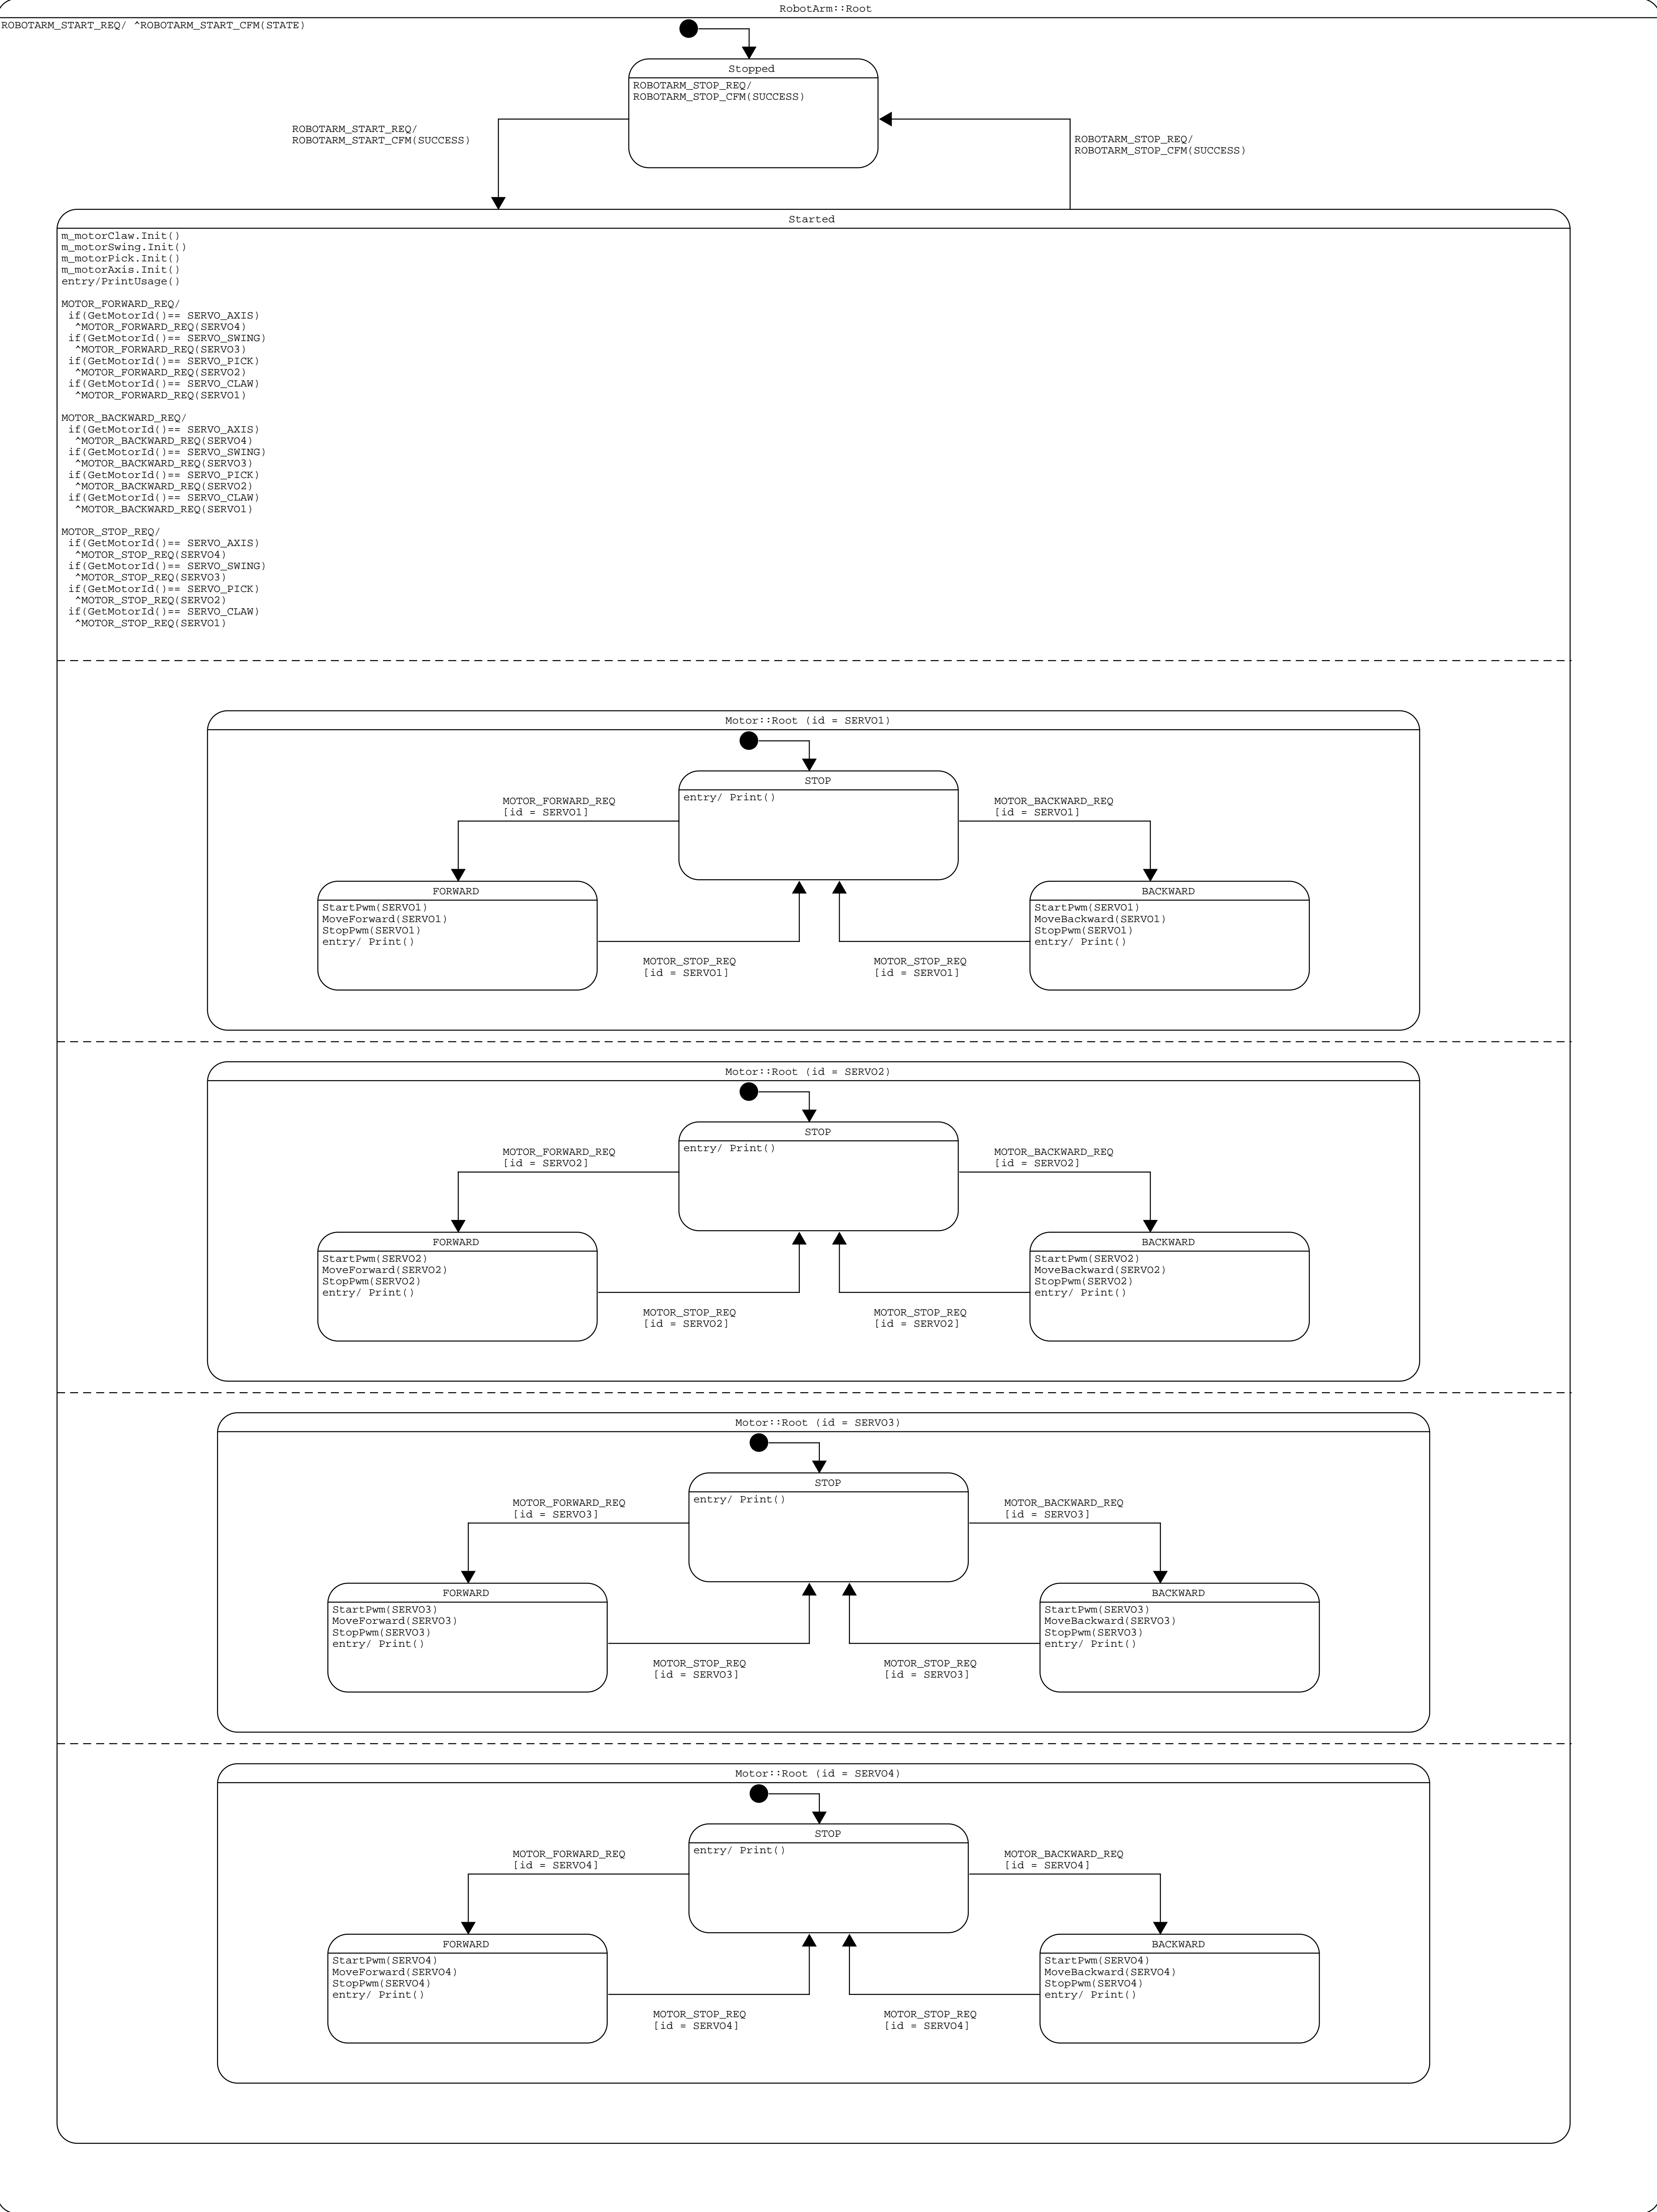 RobotArm::Root
ROBOTARM_START_REQ/ ^ROBOTARM_START_CFM(STATE)
Stopped
ROBOTARM_STOP_REQ/
ROBOTARM_STOP_CFM(SUCCESS)
ROBOTARM_START_REQ/
ROBOTARM_START_CFM(SUCCESS)
ROBOTARM_STOP_REQ/
ROBOTARM_STOP_CFM(SUCCESS)
Started
m_motorClaw.Init()
m_motorSwing.Init()
m_motorPick.Init()
m_motorAxis.Init()
entry/PrintUsage()
MOTOR_FORWARD_REQ/
if(GetMotorId()== SERVO_AXIS)
^MOTOR_FORWARD_REQ(SERVO4)
if(GetMotorId()== SERVO_SWING)
^MOTOR_FORWARD_REQ(SERVO3)
if(GetMotorId()== SERVO_PICK)
^MOTOR_FORWARD_REQ(SERVO2)
if(GetMotorId()== SERVO_CLAW)
^MOTOR_FORWARD_REQ(SERVO1)
MOTOR_BACKWARD_REQ/
if(GetMotorId()== SERVO_AXIS)
^MOTOR_BACKWARD_REQ(SERVO4)
if(GetMotorId()== SERVO_SWING)
^MOTOR_BACKWARD_REQ(SERVO3)
if(GetMotorId()== SERVO_PICK)
^MOTOR_BACKWARD_REQ(SERVO2)
if(GetMotorId()== SERVO_CLAW)
^MOTOR_BACKWARD_REQ(SERVO1)
MOTOR_STOP_REQ/
if(GetMotorId()== SERVO_AXIS)
^MOTOR_STOP_REQ(SERVO4)
if(GetMotorId()== SERVO_SWING)
^MOTOR_STOP_REQ(SERVO3)
if(GetMotorId()== SERVO_PICK)
^MOTOR_STOP_REQ(SERVO2)
if(GetMotorId()== SERVO_CLAW)
^MOTOR_STOP_REQ(SERVO1)
Motor::Root (id = SERVO1)
STOP
entry/ Print()
MOTOR_FORWARD_REQ
[id = SERVO1]
MOTOR_BACKWARD_REQ
[id = SERVO1]
FORWARD
StartPwm(SERVO1)
MoveForward(SERVO1)
StopPwm(SERVO1)
entry/ Print()
BACKWARD
StartPwm(SERVO1)
MoveBackward(SERVO1)
StopPwm(SERVO1)
entry/ Print()
MOTOR_STOP_REQ
[id = SERVO1]
MOTOR_STOP_REQ
[id = SERVO1]
Motor::Root (id = SERVO2)
STOP
entry/ Print()
MOTOR_FORWARD_REQ
[id = SERVO2]
MOTOR_BACKWARD_REQ
[id = SERVO2]
FORWARD
StartPwm(SERVO2)
MoveForward(SERVO2)
StopPwm(SERVO2)
entry/ Print()
BACKWARD
StartPwm(SERVO2)
MoveBackward(SERVO2)
StopPwm(SERVO2)
entry/ Print()
MOTOR_STOP_REQ
[id = SERVO2]
MOTOR_STOP_REQ
[id = SERVO2]
Motor::Root (id = SERVO3)
STOP
entry/ Print()
MOTOR_FORWARD_REQ
[id = SERVO3]
MOTOR_BACKWARD_REQ
[id = SERVO3]
FORWARD
StartPwm(SERVO3)
MoveForward(SERVO3)
StopPwm(SERVO3)
entry/ Print()
BACKWARD
StartPwm(SERVO3)
MoveBackward(SERVO3)
StopPwm(SERVO3)
entry/ Print()
MOTOR_STOP_REQ
[id = SERVO3]
MOTOR_STOP_REQ
[id = SERVO3]
Motor::Root (id = SERVO4)
STOP
entry/ Print()
MOTOR_FORWARD_REQ
[id = SERVO4]
MOTOR_BACKWARD_REQ
[id = SERVO4]
FORWARD
StartPwm(SERVO4)
MoveForward(SERVO4)
StopPwm(SERVO4)
entry/ Print()
BACKWARD
StartPwm(SERVO4)
MoveBackward(SERVO4)
StopPwm(SERVO4)
entry/ Print()
MOTOR_STOP_REQ
[id = SERVO4]
MOTOR_STOP_REQ
[id = SERVO4]